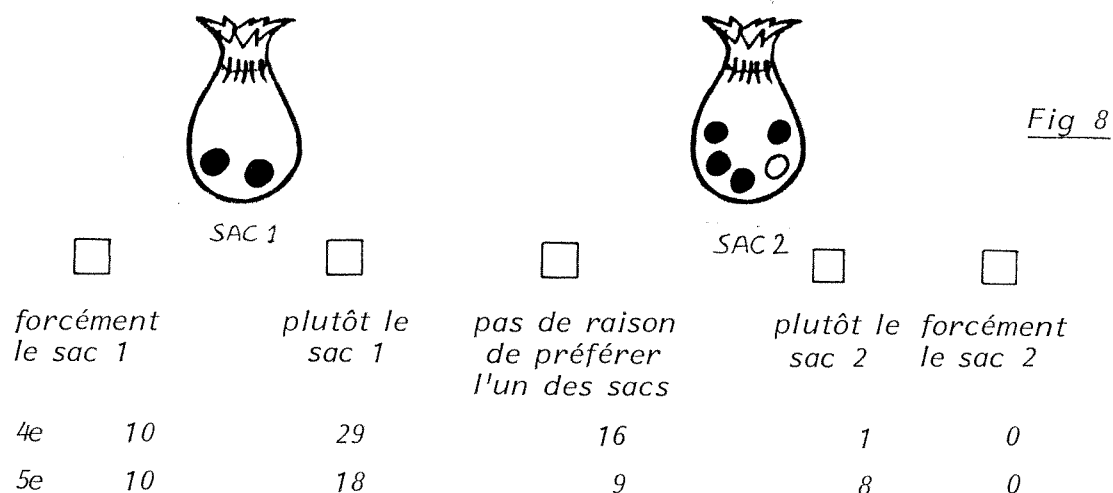 Fig 8
SAC 1
SAC 2
forcément le sac 1
plutôt le sac 1
pas de raison de préférer l'un des sacs
plutôt le sac 2
forcément le sac 2
4e 10 29 16 1 0
5e 10 18 9 8 0